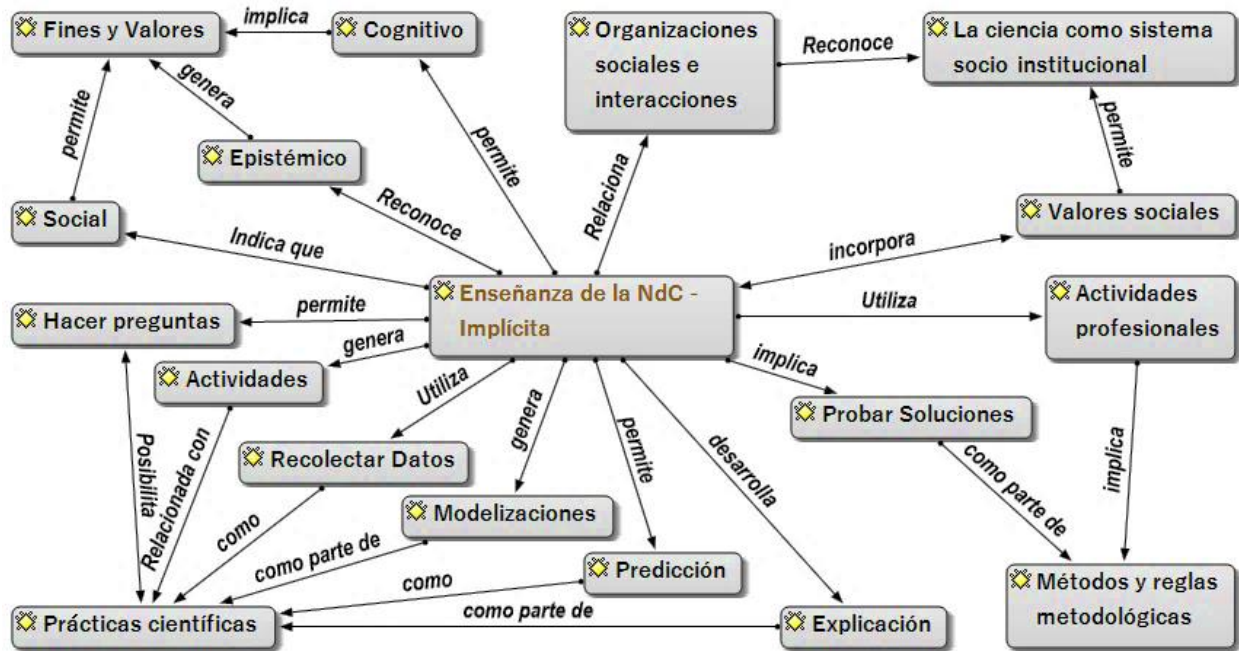 implica
Fines y Valores
Cognitivo
Organizaciones
sociales e
interacciones
Reconoce
La ciencia como sistema
socio institucional
genera
permite
Epistémico
permite
Relaciona
permite
Social
Reconoce
Valores sociales
Indica que
incorpora
Enseñanza de la NdC -
Implícita
Utiliza
Actividades
profesionales
Hacer preguntas
permite
genera
Actividades
implica
Utiliza
genera
permite
desarrolla
Probar Soluciones
implica
Posibilita
Relacionada con
Recolectar Datos
como parte de
como
Modelizaciones
como parte de
Predicción
como
Métodos y reglas
metodológicas
Prácticas científicas
como parte de
Explicación